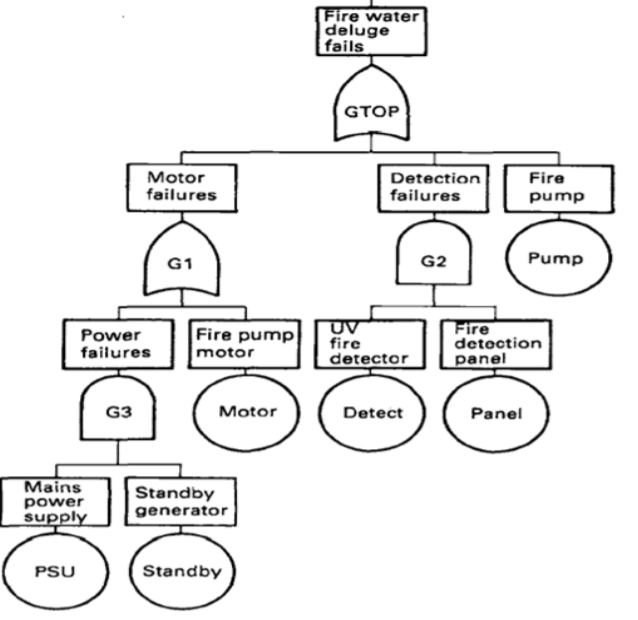 Fire water
deluge
fails
GTOP
Motor
failures
Detection
failures
Fire
pump
G1
G2
Pump
Power
failures
Fire pump
motor
UV
fire
detector
Fire
detection
panel
G3
Motor
Detect
Panel
Mains
power
supply
Standby
generator
PSU
Standby